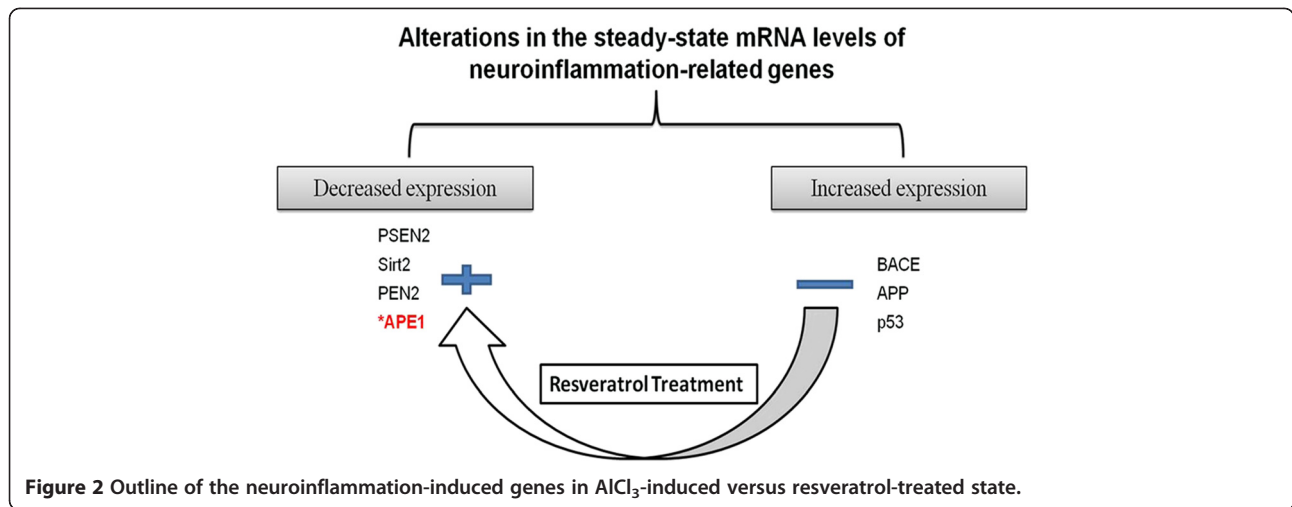 Alterations in the steady-state mRNA levels of
neuroinflammation-related genes
Decreased expression
Increased expression
PSEN2
Sirt2
PEN2
*APE1
BACE
APP
p53
Resveratrol Treatment
Figure 2 Outline of the neuroinflammation-induced genes in AlCl₃-induced versus resveratrol-treated state.